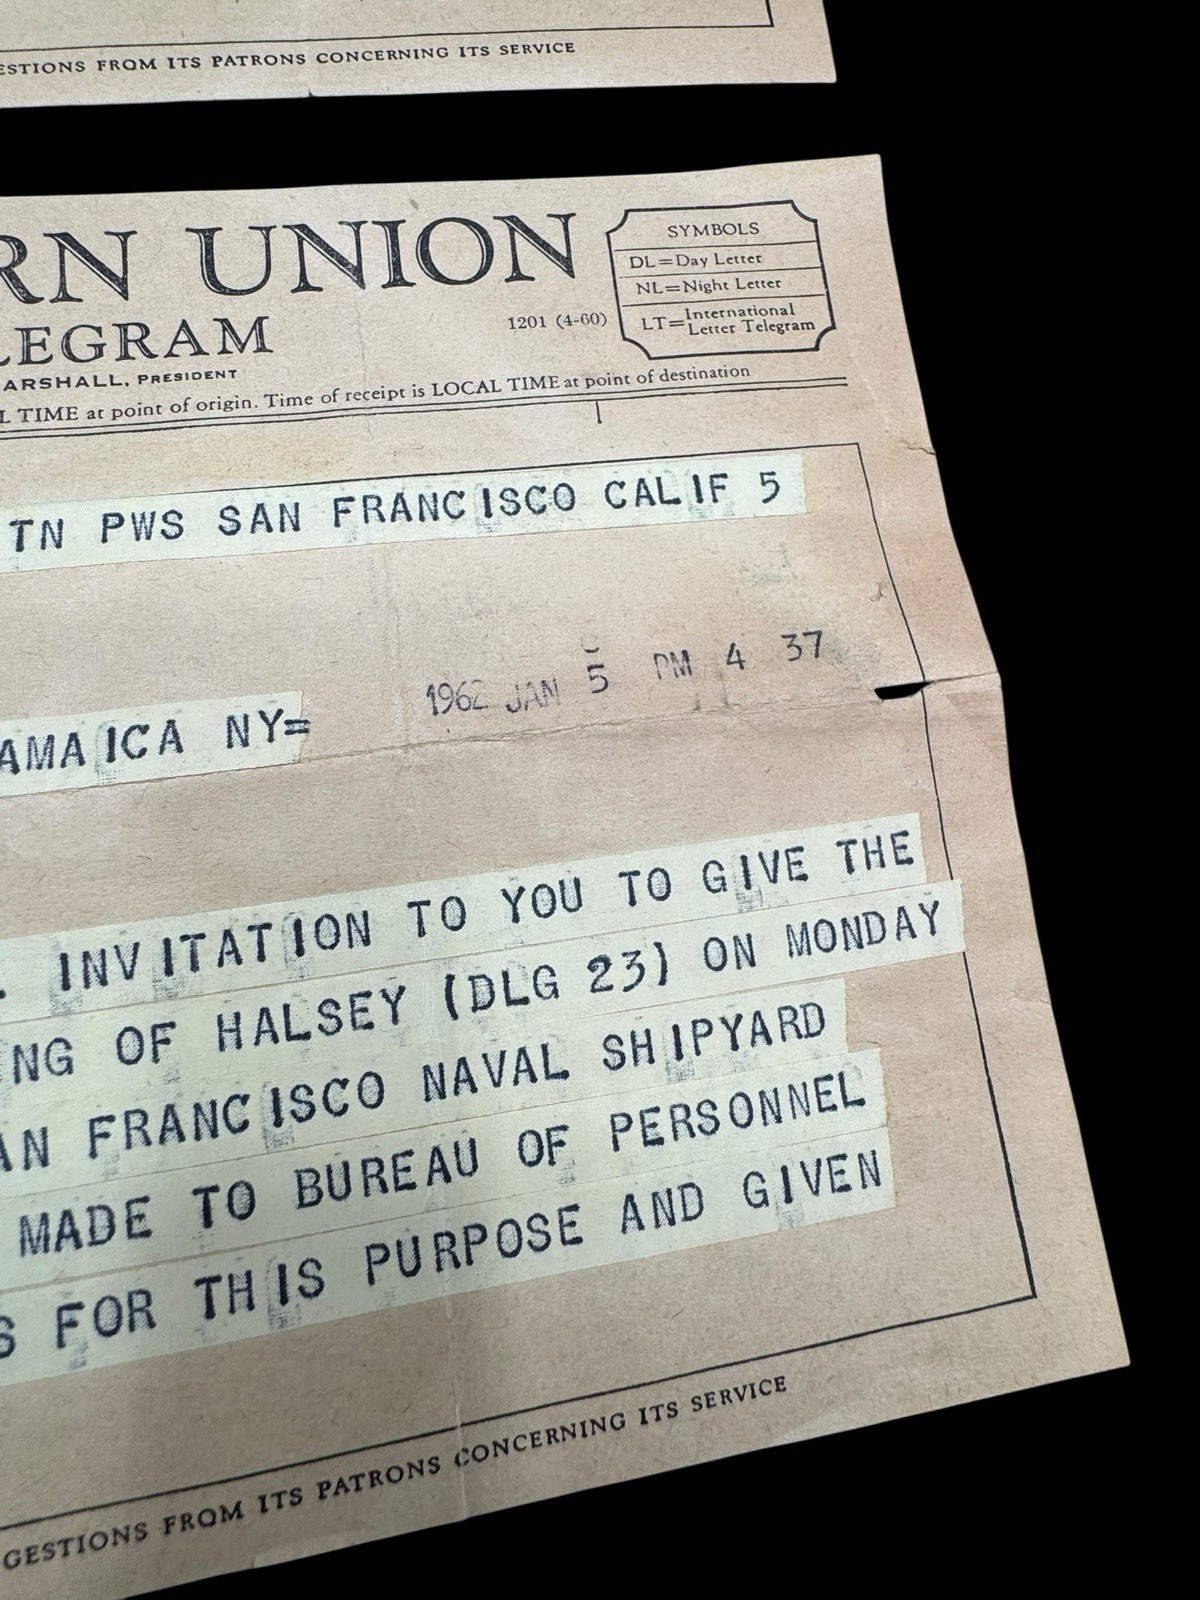 ESTIONS FROM ITS PATRONS CONCERNING ITS SERVICE
RN UNION
LEGRAM
1201 (4-60)
SYMBOLS
DL=Day Letter
NL=Night Letter
LT=International Letter Telegram
ARSHALL, PRESIDENT
L TIME at point of origin. Time of receipt is LOCAL TIME at point of destination
TN PWS SAN FRANCISCO CALIF 5
1962 JAN 5 PM 4 37
AMAICA NY=
. INVITATION TO YOU TO GIVE THE
NG OF HALSEY (DLG 23) ON MONDAY
AN FRANCISCO NAVAL SHIPYARD
MADE TO BUREAU OF PERSONNEL
S FOR THIS PURPOSE AND GIVEN
GESTIONS FROM ITS PATRONS CONCERNING ITS SERVICE